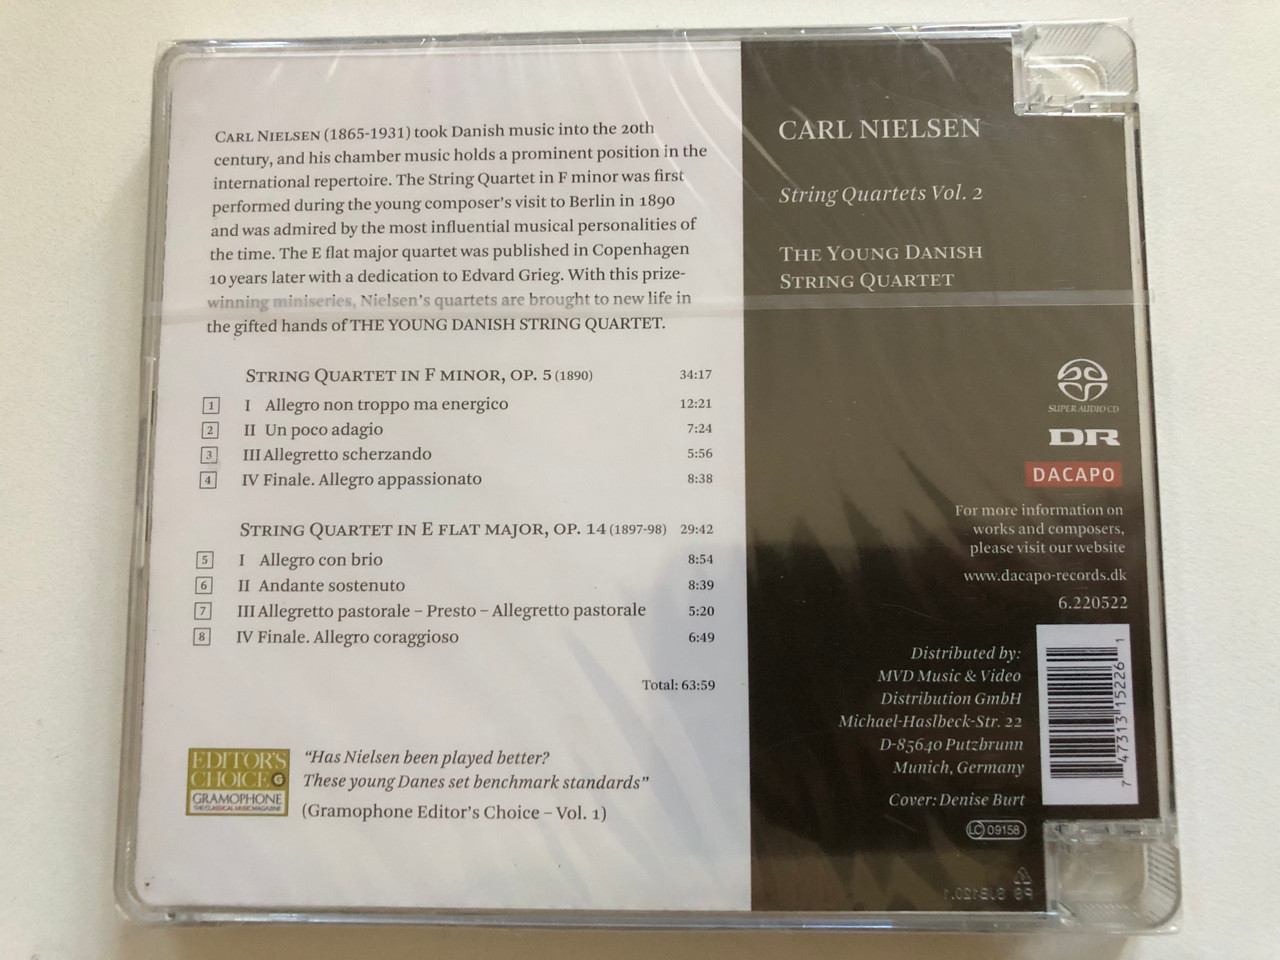 CARL NIELSEN (1865-1931) took Danish music into the 20th
century, and his chamber music holds a prominent position in the
international repertoire. The String Quartet in F minor was first
performed during the young composer's visit to Berlin in 1890
and was admired by the most influential musical personalities of
the time. The E flat major quartet was published in Copenhagen
10 years later with a dedication to Edvard Grieg. With this prize-
winning miniseries, Nielsen's quartets are brought to new life in
the gifted hands of THE YOUNG DANISH STRING QUARTET.
STRING QUARTET IN F MINOR, OP. 5 (1890) 34:17
1 I Allegro non troppo ma energico 12:21
2 II Un poco adagio 7:24
3 III Allegretto scherzando 5:56
4 IV Finale. Allegro appassionato 8:38
STRING QUARTET IN E FLAT MAJOR, OP. 14 (1897-98) 29:42
5 I Allegro con brio 8:54
6 II Andante sostenuto 8:39
7 III Allegretto pastorale – Presto – Allegretto pastorale 5:20
8 IV Finale. Allegro coraggioso 6:49
Total: 63:59
EDITOR'S
CHOICE G
GRAMOPHONE
THE CLASSICAL MUSIC MAGAZINE
“Has Nielsen been played better?
These young Danes set benchmark standards”
(Gramophone Editor's Choice – Vol. 1)
CARL NIELSEN
String Quartets Vol. 2
THE YOUNG DANISH
STRING QUARTET
SUPER AUDIO CD
DR
DACAPO
For more information on
works and composers,
please visit our website
www.dacapo-records.dk
6.220522
Distributed by:
MVD Music & Video
Distribution GmbH
Michael-Haslbeck-Str. 22
D-85640 Putzbrunn
Munich, Germany
Cover: Denise Burt
LC 09158
7 47313 15226 1